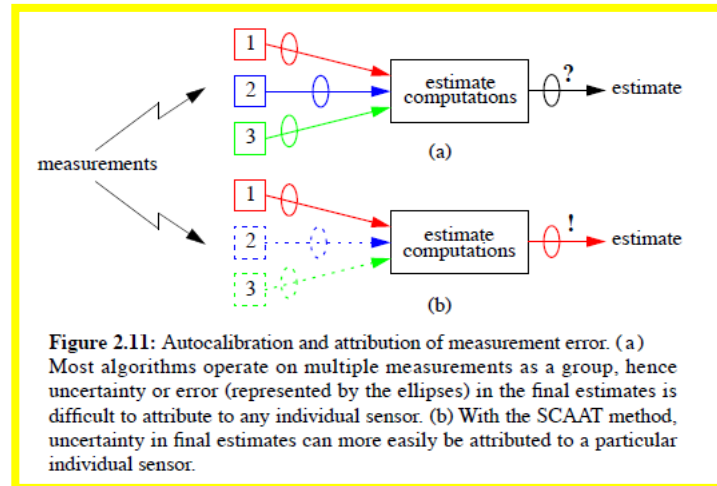 1
2
3
estimate
computations
?
estimate
(a)
measurements
1
2
3
estimate
computations
!
estimate
(b)
Figure 2.11: Autocalibration and attribution of measurement error. (a)
Most algorithms operate on multiple measurements as a group, hence
uncertainty or error (represented by the ellipses) in the final estimates is
difficult to attribute to any individual sensor. (b) With the SCAAT method,
uncertainty in final estimates can more easily be attributed to a particular
individual sensor.